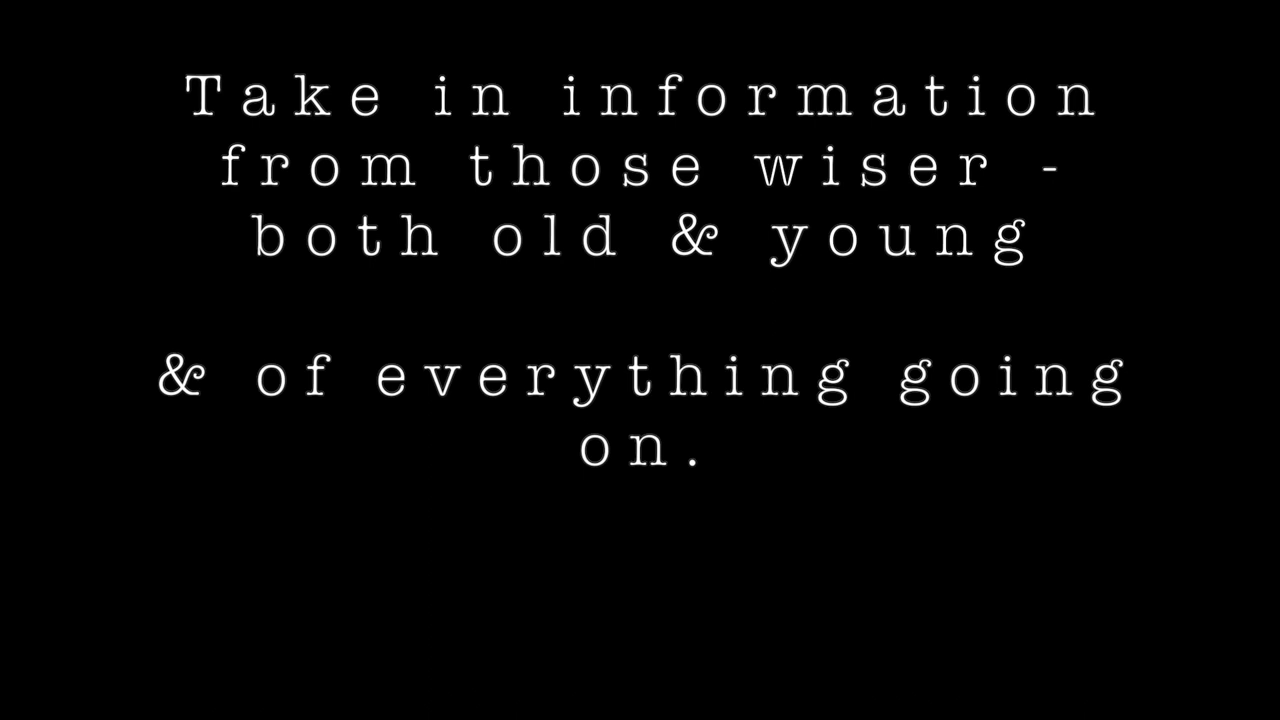 Take in information
from those wiser -
both old & young
& of everything going
on.